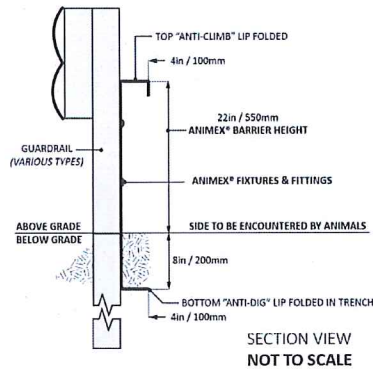 TOP "ANTI-CLIMB" LIP FOLDED
4in / 100mm
22in / 550mm
ANIMEX® BARRIER HEIGHT
GUARDRAIL
(VARIOUS TYPES)
ANIMEX® FIXTURES & FITTINGS
ABOVE GRADE
SIDE TO BE ENCOUNTERED BY ANIMALS
BELOW GRADE
8in / 200mm
BOTTOM "ANTI-DIG" LIP FOLDED IN TRENCH
4in / 100mm
SECTION VIEW
NOT TO SCALE